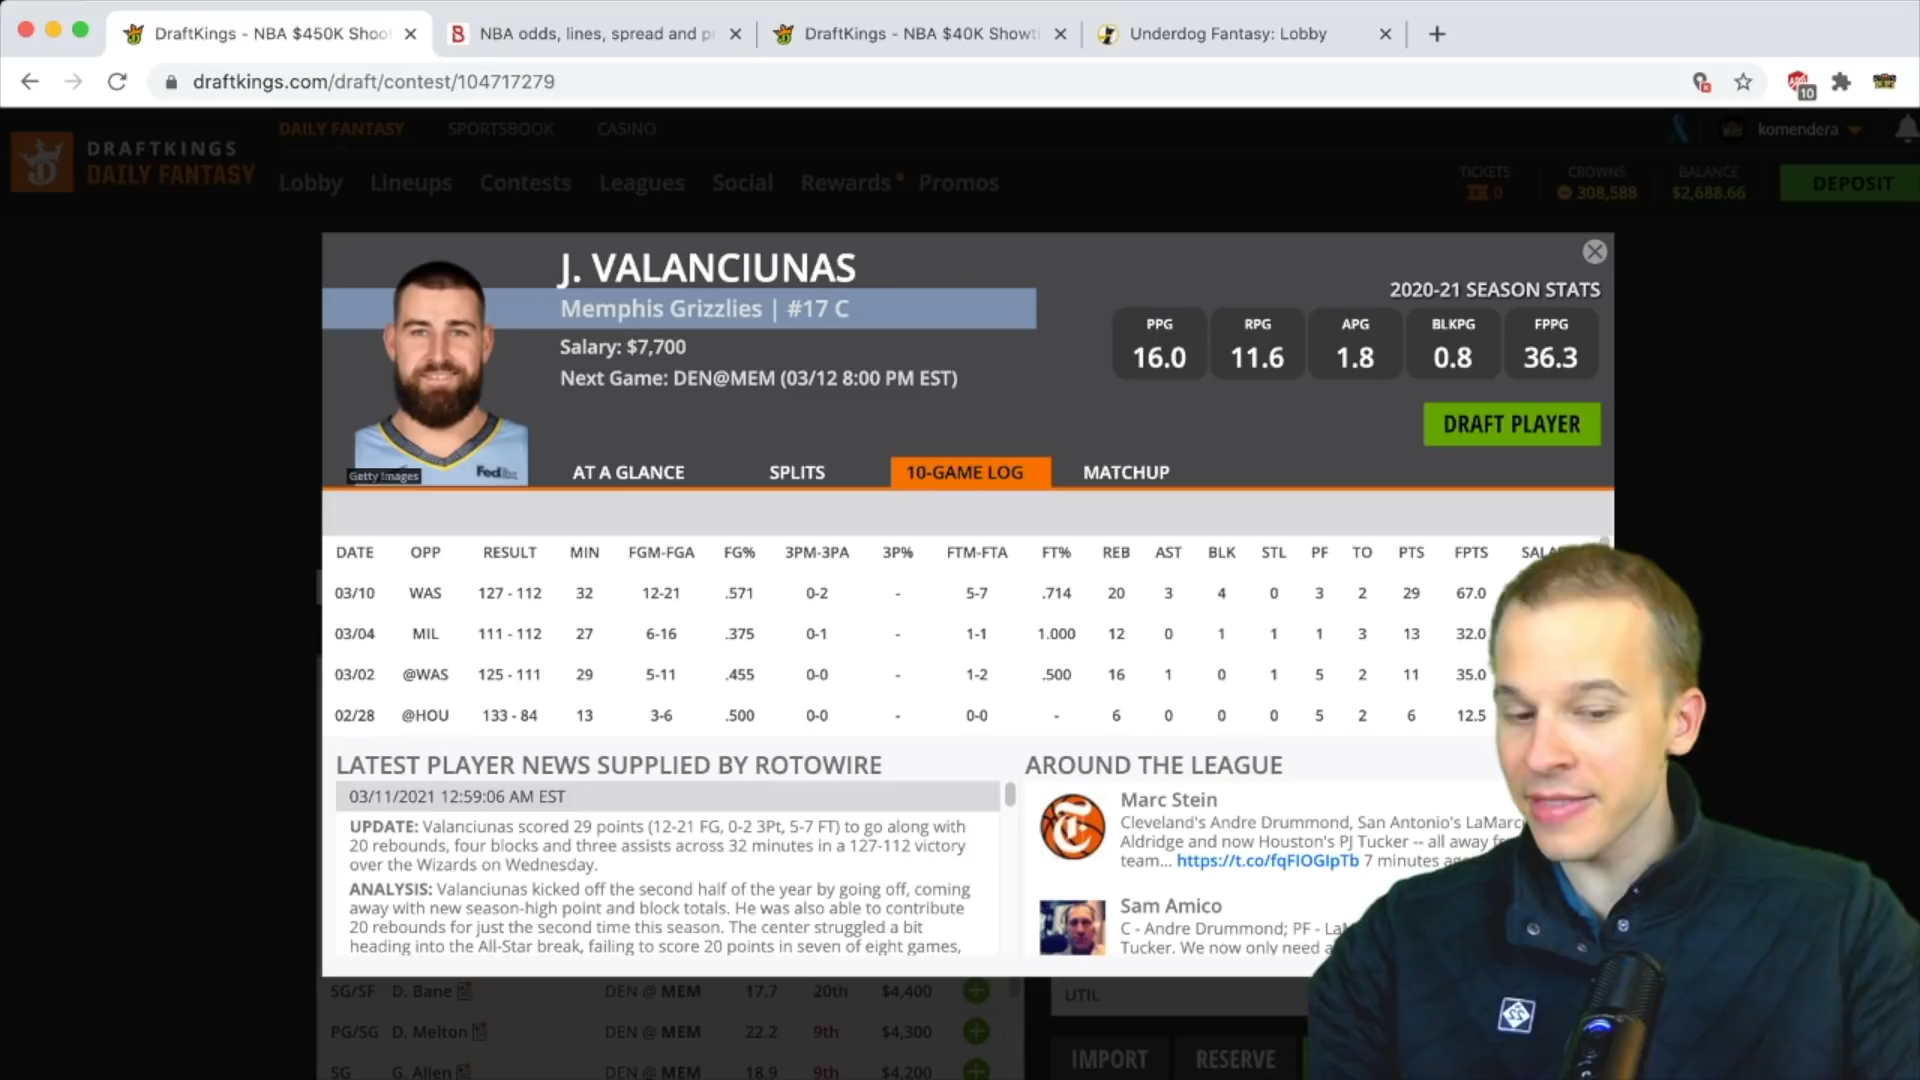 DraftKings - NBA $450K Shoo
NBA odds, lines, spread and pr
DraftKings - NBA $40K Showti
Underdog Fantasy: Lobby
draftkings.com/draft/contest/104717279
10
DAILY FANTASY SPORTSBOOK CASINO
komendera
DRAFTKINGS
DAILY FANTASY
Lobby Lineups Contests Leagues Social Rewards Promos
TICKETS CROWNS BALANCE
0 308,588 $2,688.66
DEPOSIT
J. VALANCIUNAS
Memphis Grizzlies | #17 C
Salary: $7,700
Next Game: DEN@MEM (03/12 8:00 PM EST)
2020-21 SEASON STATS
PPG RPG APG BLKPG FPPG
16.0 11.6 1.8 0.8 36.3
DRAFT PLAYER
FedEx
Getty Images
AT A GLANCE SPLITS 10-GAME LOG MATCHUP
DATE OPP RESULT MIN FGM-FGA FG% 3PM-3PA 3P% FTM-FTA FT% REB AST BLK STL PF TO PTS FPTS SALA
03/10 WAS 127 - 112 32 12-21 .571 0-2 - 5-7 .714 20 3 4 0 3 2 29 67.0
03/04 MIL 111 - 112 27 6-16 .375 0-1 - 1-1 1.000 12 0 1 1 1 3 13 32.0
03/02 @WAS 125 - 111 29 5-11 .455 0-0 - 1-2 .500 16 1 0 1 5 2 11 35.0
02/28 @HOU 133 - 84 13 3-6 .500 0-0 - 0-0 - 6 0 0 0 5 2 6 12.5
LATEST PLAYER NEWS SUPPLIED BY ROTOWIRE
03/11/2021 12:59:06 AM EST
UPDATE: Valanciunas scored 29 points (12-21 FG, 0-2 3Pt, 5-7 FT) to go along with
20 rebounds, four blocks and three assists across 32 minutes in a 127-112 victory
over the Wizards on Wednesday.
ANALYSIS: Valanciunas kicked off the second half of the year by going off, coming
away with new season-high point and block totals. He was also able to contribute
20 rebounds for just the second time this season. The center struggled a bit
heading into the All-Star break, failing to score 20 points in seven of eight games,
AROUND THE LEAGUE
Marc Stein
Cleveland's Andre Drummond, San Antonio's LaMarc
Aldridge and now Houston's PJ Tucker -- all away fr
team... https://t.co/fqFIOGIpTb 7 minutes ag
Sam Amico
C - Andre Drummond; PF - LaM
Tucker. We now only need a
SG/SF D. Bane DEN @ MEM 17.7 20th $4,400
PG/SG D. Melton DEN @ MEM 22.2 9th $4,300
SG G. Allen DEN @ MEM 18.9 9th $4,200
UTIL
IMPORT RESERVE